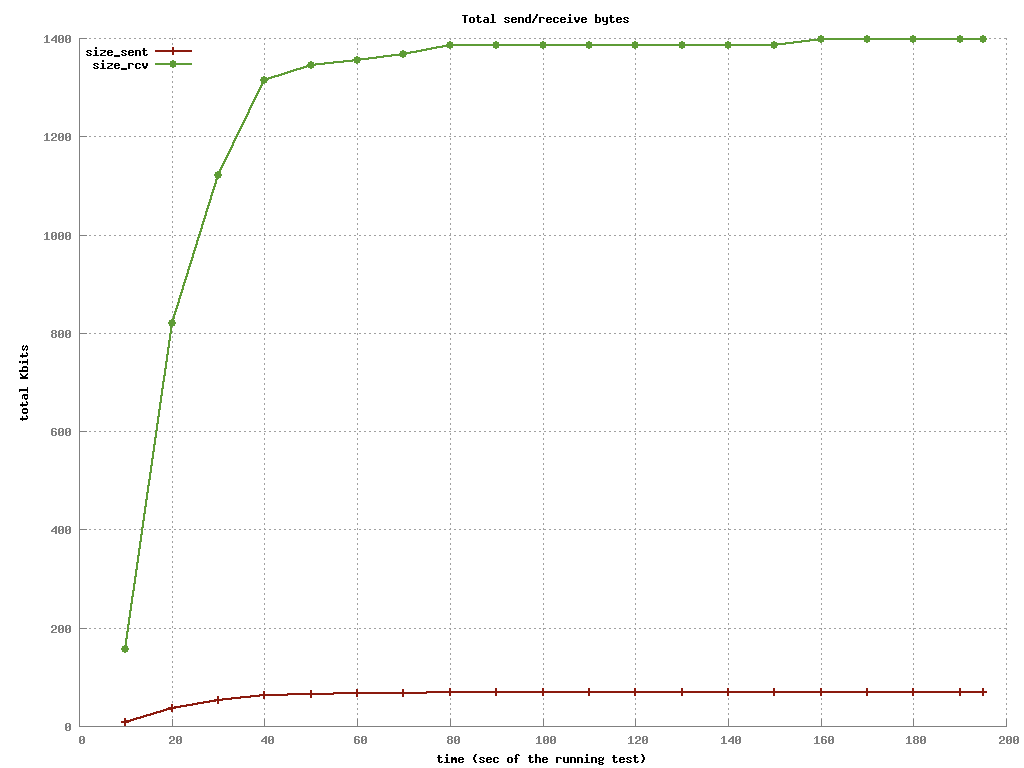 Total send/receive bytes
size_sent
size_rcv
1400
1200
1000
800
600
400
200
0
total Kbits
0 20 40 60 80 100 120 140 160 180 200
time (sec of the running test)